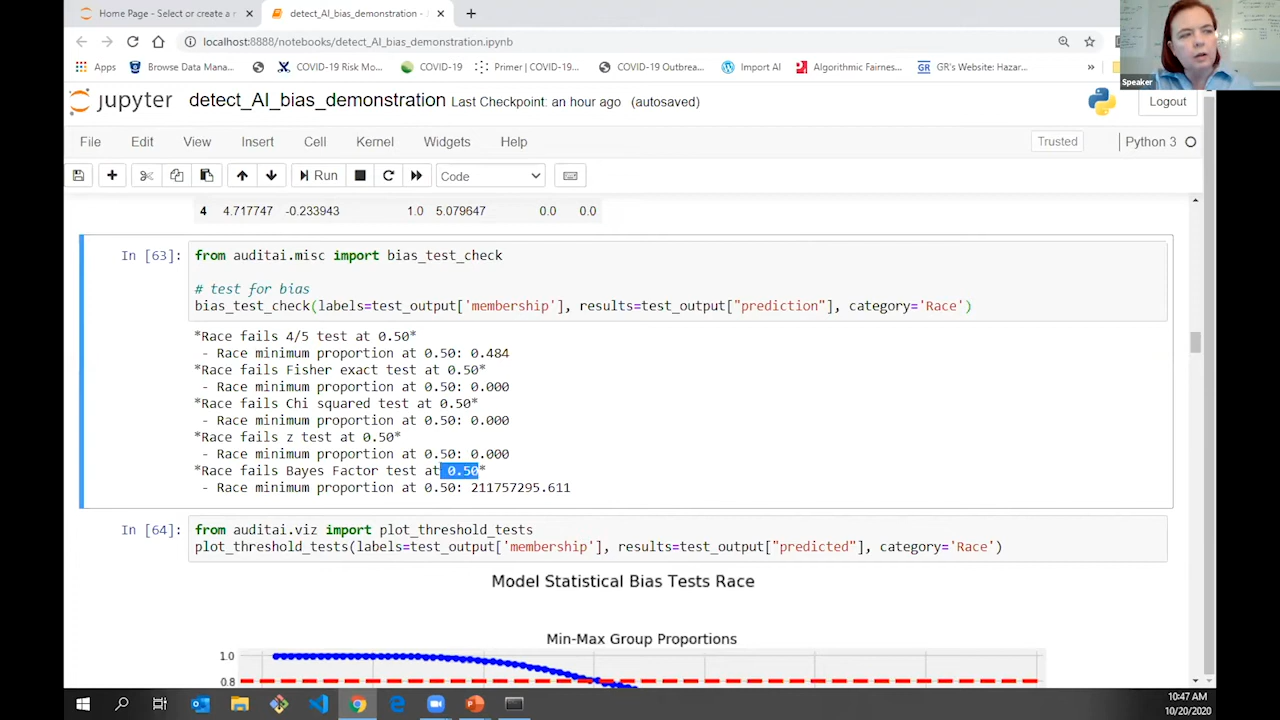 Home Page - Select or create a n
detect_AI_bias_demonstration -
localhost:8888/notebooks/detect_AI_bias_demonstration.ipynb
Apps
Browse Data Mana...
COVID-19 Risk Mo...
COVID-19
Primer | COVID-19...
COVID-19 Outbrea...
Import AI
Algorithmic Fairnes...
GR GR's Website: Hazar...
»
Speaker
jupyter detect_AI_bias_demonstration Last Checkpoint: an hour ago (autosaved)
Logout
File Edit View Insert Cell Kernel Widgets Help
Trusted
Python 3
Run
Code
4 4.717747 -0.233943 1.0 5.079647 0.0 0.0
In [63]: from auditai.misc import bias_test_check
# test for bias
bias_test_check(labels=test_output['membership'], results=test_output["prediction"], category='Race')
*Race fails 4/5 test at 0.50*
- Race minimum proportion at 0.50: 0.484
*Race fails Fisher exact test at 0.50*
- Race minimum proportion at 0.50: 0.000
*Race fails Chi squared test at 0.50*
- Race minimum proportion at 0.50: 0.000
*Race fails z test at 0.50*
- Race minimum proportion at 0.50: 0.000
*Race fails Bayes Factor test at 0.50*
- Race minimum proportion at 0.50: 211757295.611
In [64]: from auditai.viz import plot_threshold_tests
plot_threshold_tests(labels=test_output['membership'], results=test_output["predicted"], category='Race')
Model Statistical Bias Tests Race
Min-Max Group Proportions
1.0
0.8
10:47 AM
10/20/2020